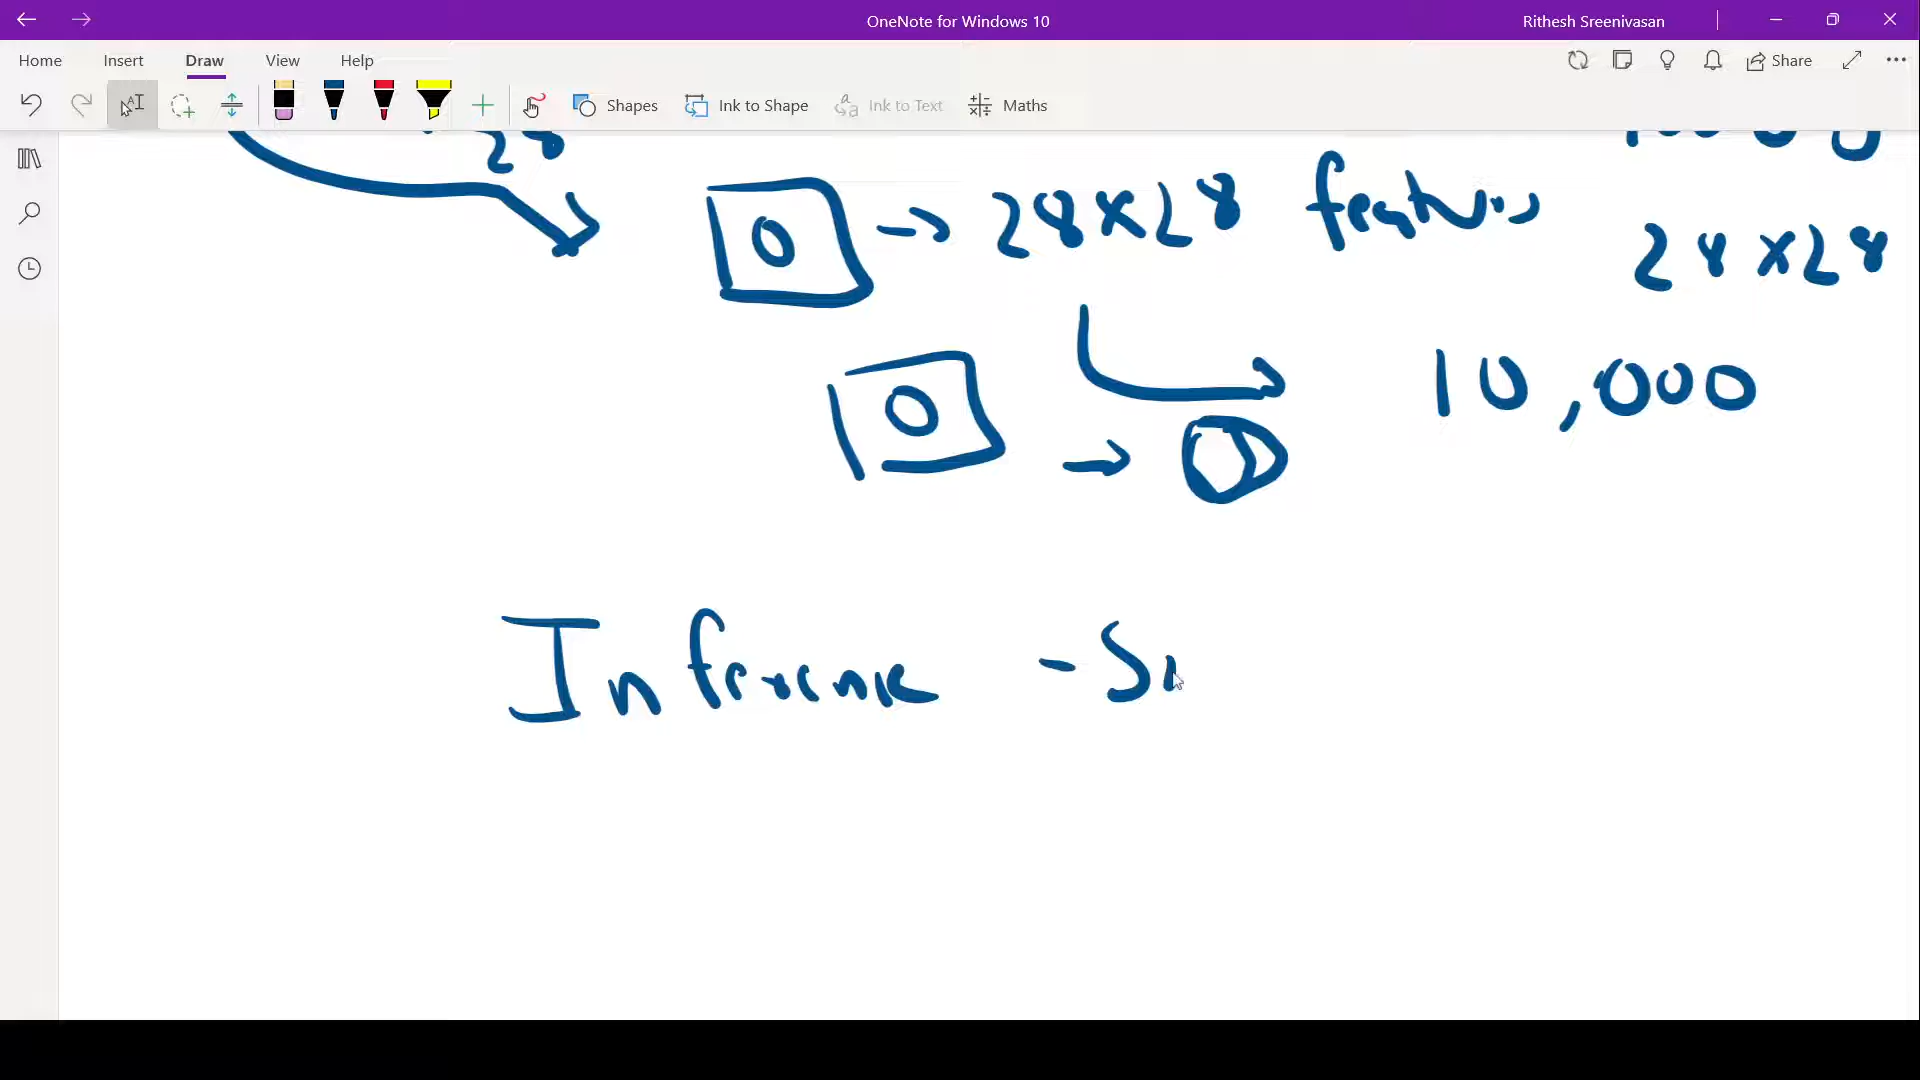 OneNote for Windows 10
Rithesh Sreenivasan
Home Insert Draw View Help
Share
Shapes Ink to Shape Ink to Text Maths
28
0 → 28x28 features
28x28
0 → 0
10,000
Inference -